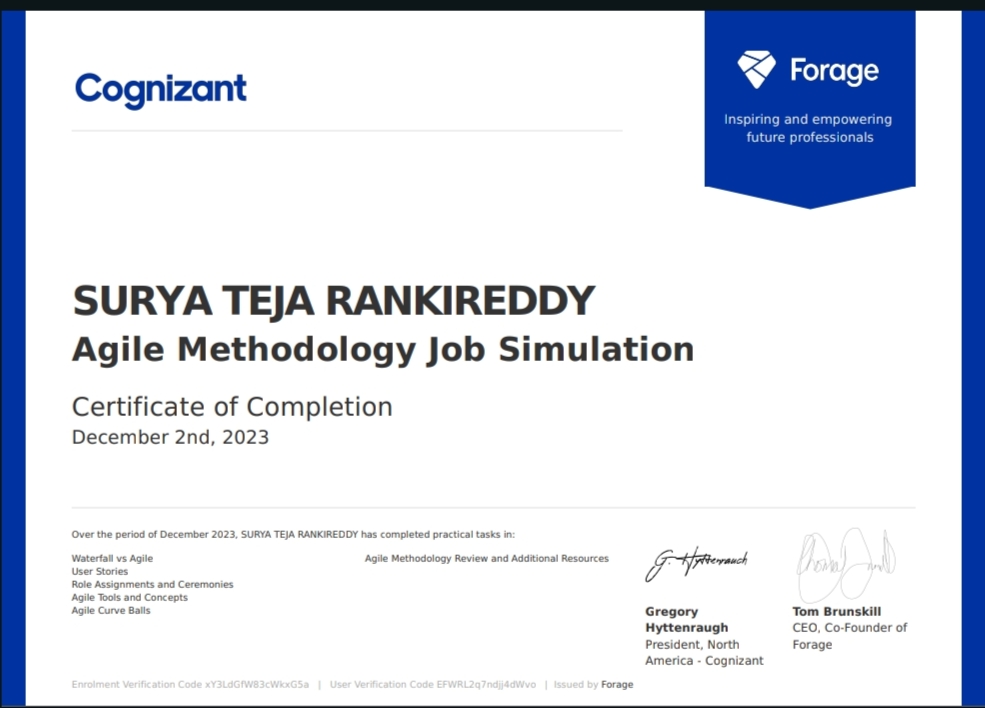 Cognizant
Forage
Inspiring and empowering
future professionals
SURYA TEJA RANKIREDDY
Agile Methodology Job Simulation
Certificate of Completion
December 2nd, 2023
Over the period of December 2023, SURYA TEJA RANKIREDDY has completed practical tasks in:
Waterfall vs Agile
User Stories
Role Assignments and Ceremonies
Agile Tools and Concepts
Agile Curve Balls
Agile Methodology Review and Additional Resources
G. Hyttenrauch
Gregory
Hyttenraugh
President, North
America - Cognizant
Tom Brunskill
CEO, Co-Founder of
Forage
Enrolment Verification Code xY3LdGfW83cWkxG5a | User Verification Code EFWRL2q7ndjj4dWvo | Issued by Forage